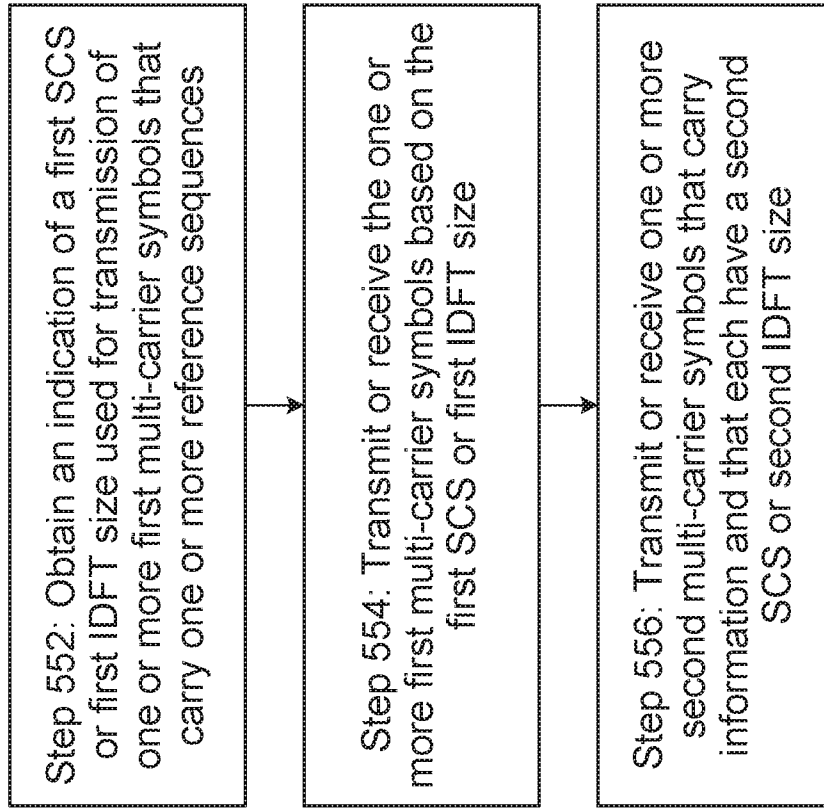 Step 552: Obtain an indication of a first SCS
or first IDFT size used for transmission of
one or more first multi-carrier symbols that
carry one or more reference sequences
Step 554: Transmit or receive the one or
more first multi-carrier symbols based on the
first SCS or first IDFT size
Step 556: Transmit or receive one or more
second multi-carrier symbols that carry
information and that each have a second
SCS or second IDFT size